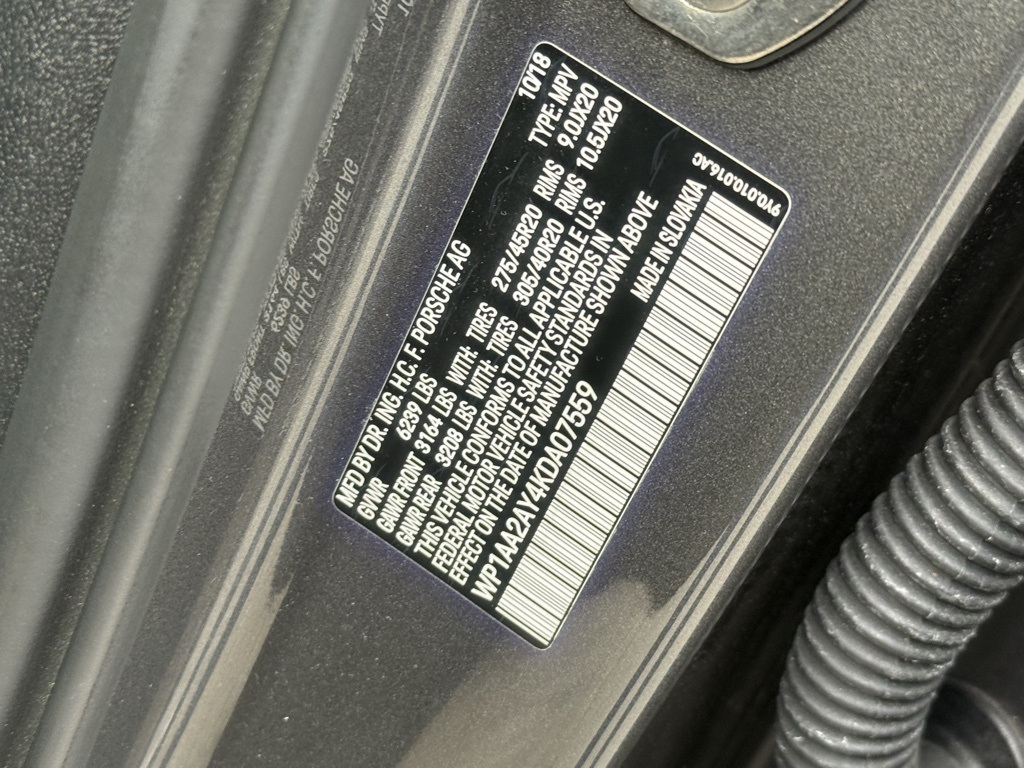 10/18
MFD BY DR. ING. H.C. F. PORSCHE AG
GVWR 6239 LBS TYPE: MPV
GAWR FRONT 3164 LBS WITH: TIRES 275/45R20 RIMS 9.0JX20
GAWR REAR 3208 LBS WITH: TIRES 305/40R20 RIMS 10.5JX20
THIS VEHICLE CONFORMS TO ALL APPLICABLE U.S.
FEDERAL MOTOR VEHICLE SAFETY STANDARDS IN
EFFECT ON THE DATE OF MANUFACTURE SHOWN ABOVE
WP1AA2AY4KDA07559 MADE IN SLOVAKIA
9Y0.010.016.AC